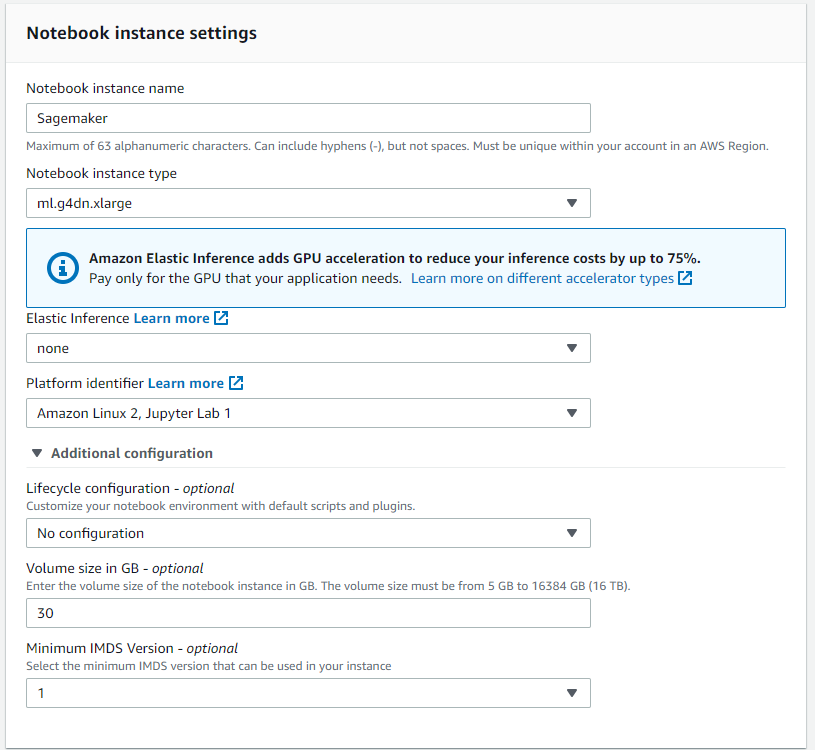 Notebook instance settings
Notebook instance name
Sagemaker
Maximum of 63 alphanumeric characters. Can include hyphens (-), but not spaces. Must be unique within your account in an AWS Region.
Notebook instance type
ml.g4dn.xlarge
Amazon Elastic Inference adds GPU acceleration to reduce your inference costs by up to 75%.
Pay only for the GPU that your application needs. Learn more on different accelerator types
Elastic Inference Learn more
none
Platform identifier Learn more
Amazon Linux 2, Jupyter Lab 1
Additional configuration
Lifecycle configuration - optional
Customize your notebook environment with default scripts and plugins.
No configuration
Volume size in GB - optional
Enter the volume size of the notebook instance in GB. The volume size must be from 5 GB to 16384 GB (16 TB).
30
Minimum IMDS Version - optional
Select the minimum IMDS version that can be used in your instance
1